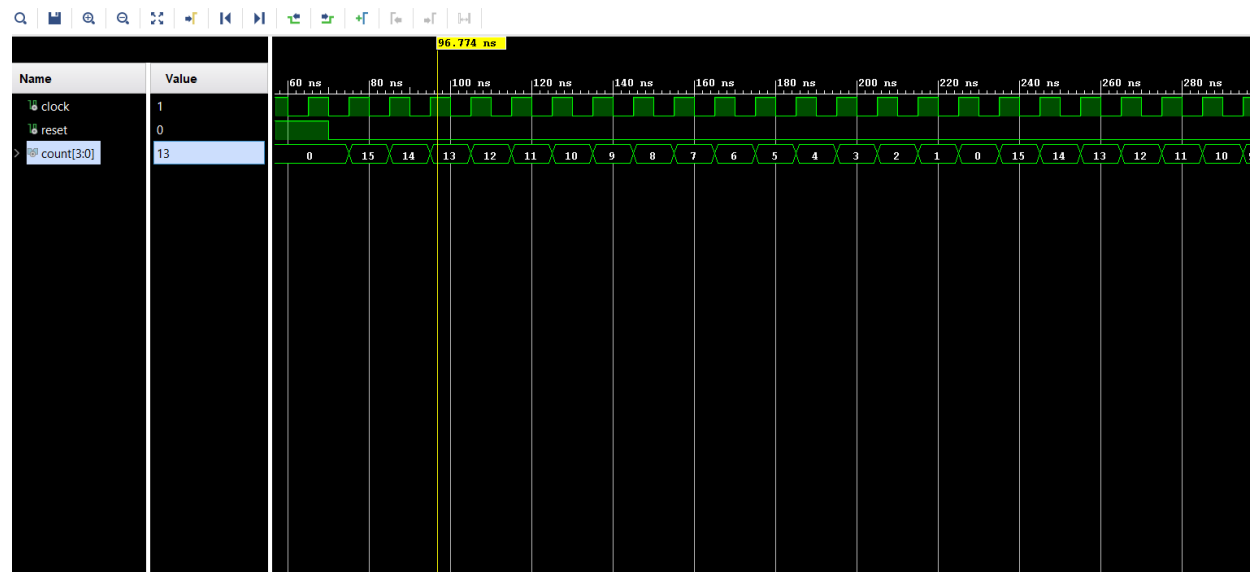 96.774 ns
Name Value
60 ns 80 ns 100 ns 120 ns 140 ns 160 ns 180 ns 200 ns 220 ns 240 ns 260 ns 280 ns
clock 1
reset 0
count[3:0] 13 0 15 14 13 12 11 10 9 8 7 6 5 4 3 2 1 0 15 14 13 12 11 10